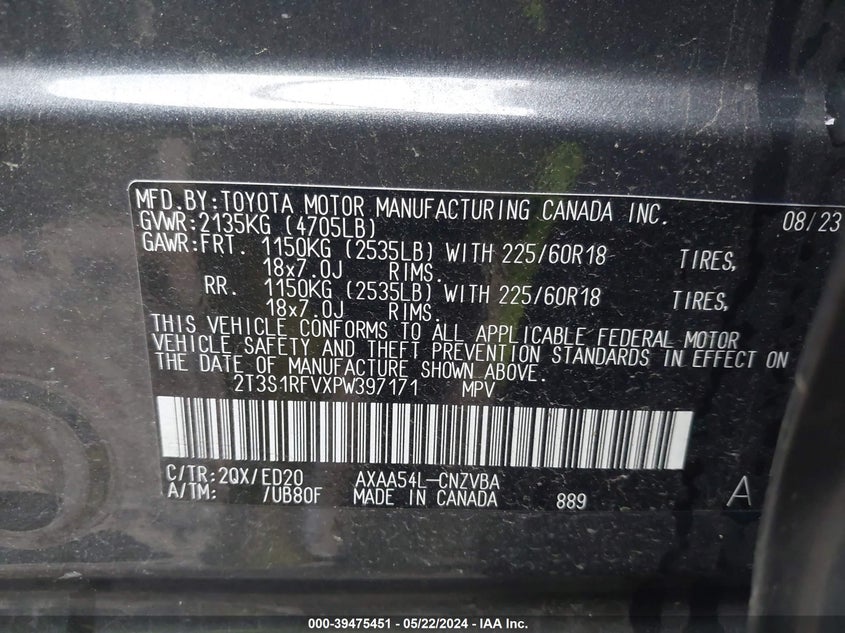 MFD.BY:TOYOTA MOTOR MANUFACTURING CANADA INC. 08/23
GVWR:2135KG (4705LB)
GAWR:FRT. 1150KG (2535LB) WITH 225/60R18 TIRES,
18x7.0J RIMS.
RR. 1150KG (2535LB) WITH 225/60R18 TIRES,
18x7.0J RIMS.
THIS VEHICLE CONFORMS TO ALL APPLICABLE FEDERAL MOTOR
VEHICLE SAFETY AND THEFT PREVENTION STANDARDS IN EFFECT ON
THE DATE OF MANUFACTURE SHOWN ABOVE.
2T3S1RFVXPW397171 MPV
C/TR:2QX/ED20 AXAA54L-CNZVBA
A/TM: /UB80F MADE IN CANADA 889 A
000-39475451 - 05/22/2024 - IAA Inc.